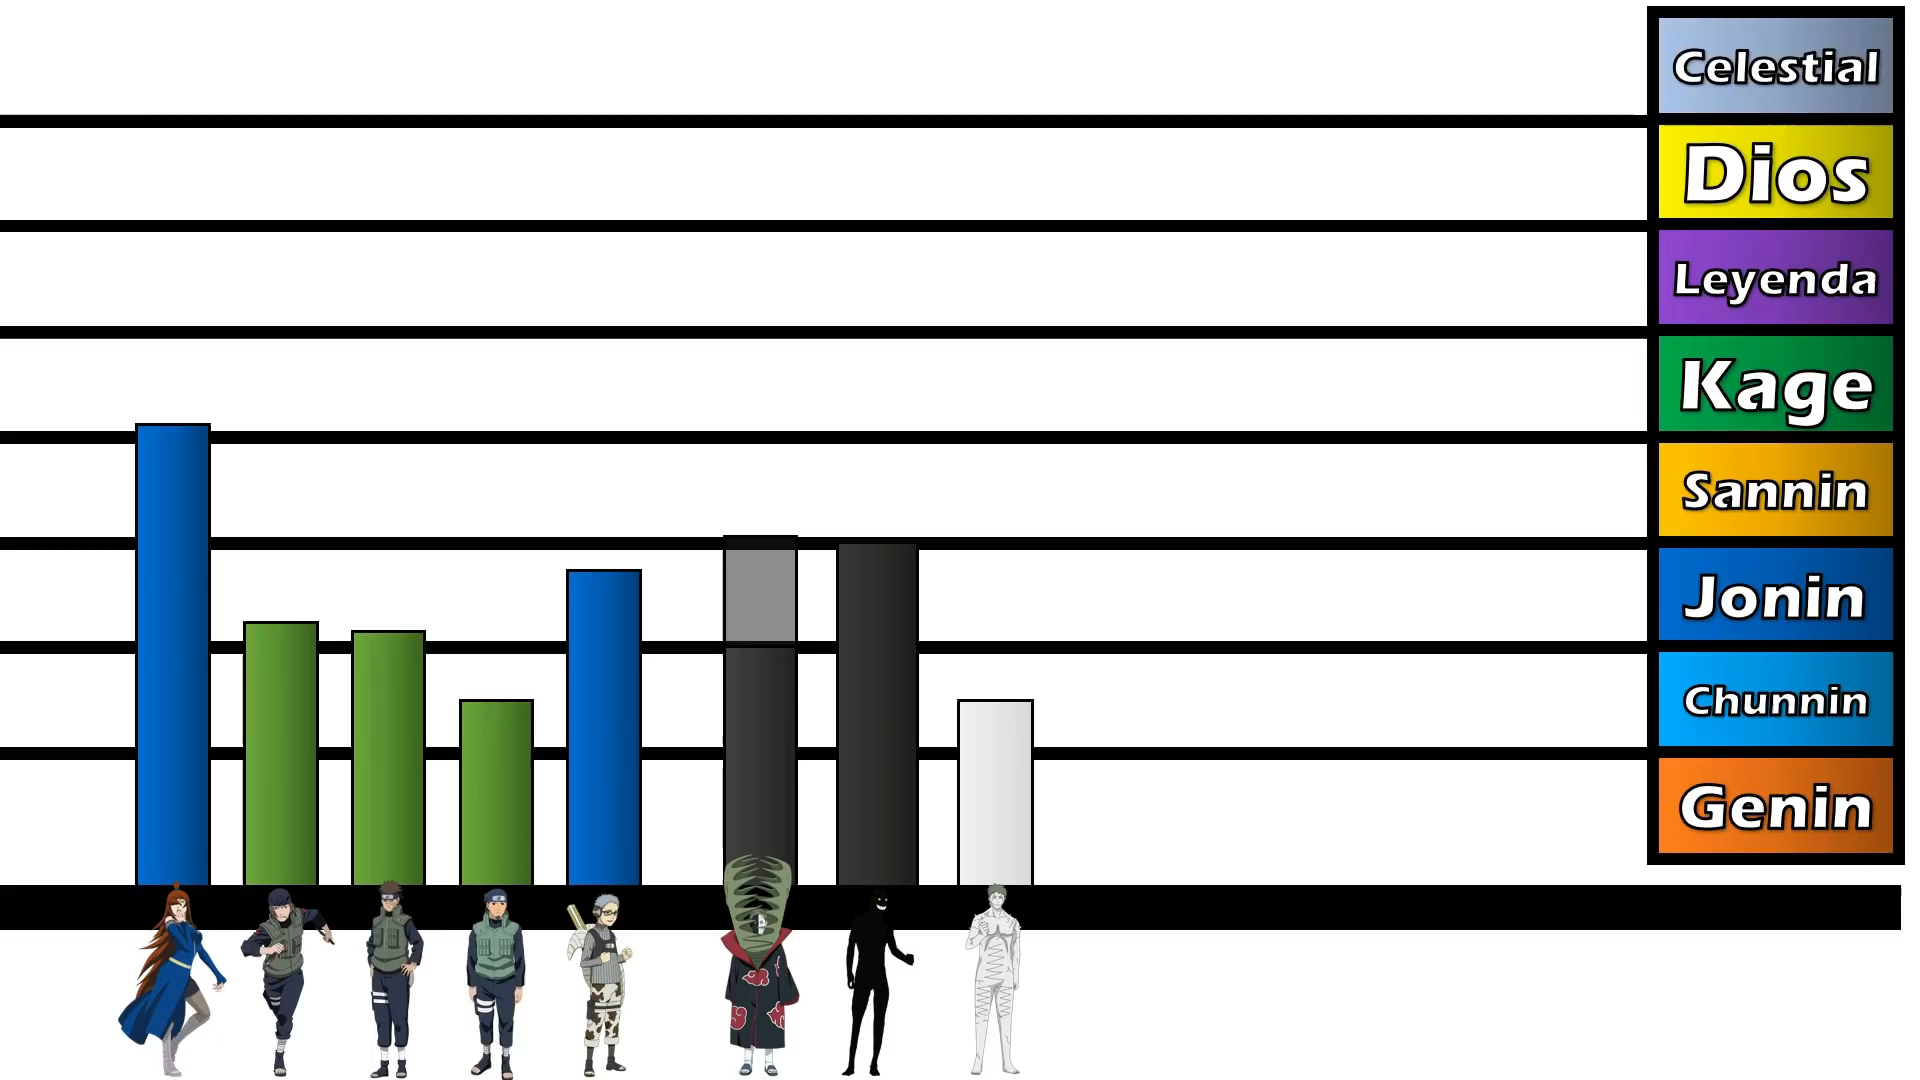 Celestial
Dios
Leyenda
Kage
Sannin
Jonin
Chunnin
Genin